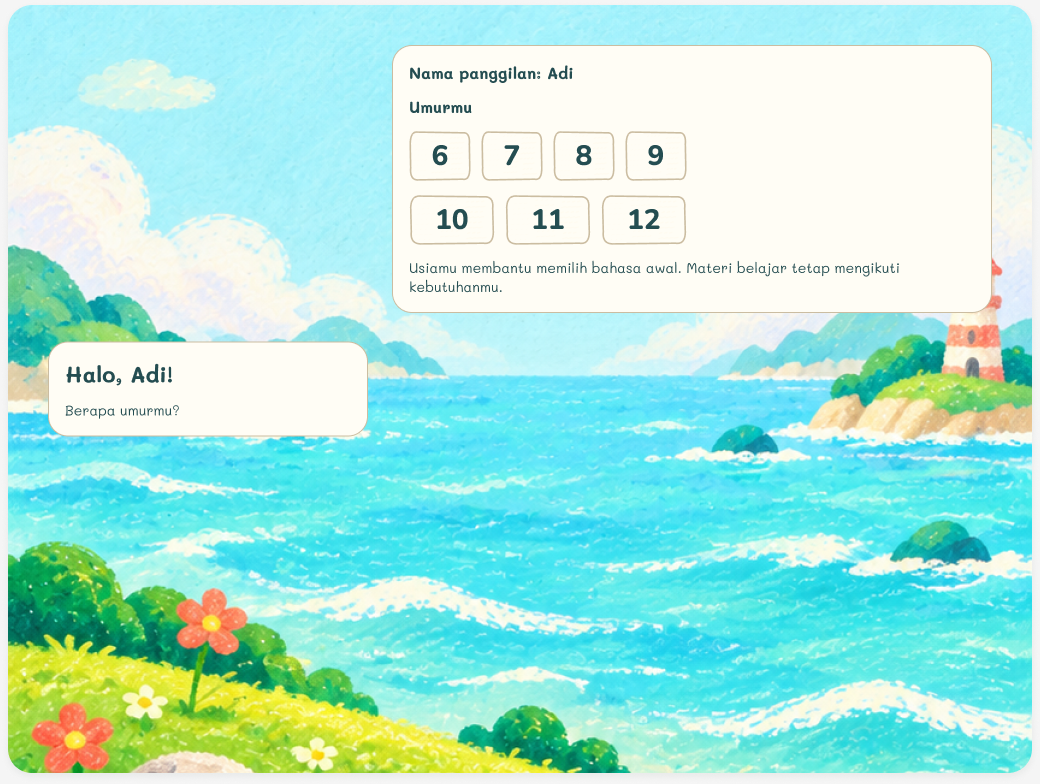 Nama panggilan: Adi
Umurmu
6 7 8 9
10 11 12
Usiamu membantu memilih bahasa awal. Materi belajar tetap mengikuti
kebutuhanmu.
Halo, Adi!
Berapa umurmu?